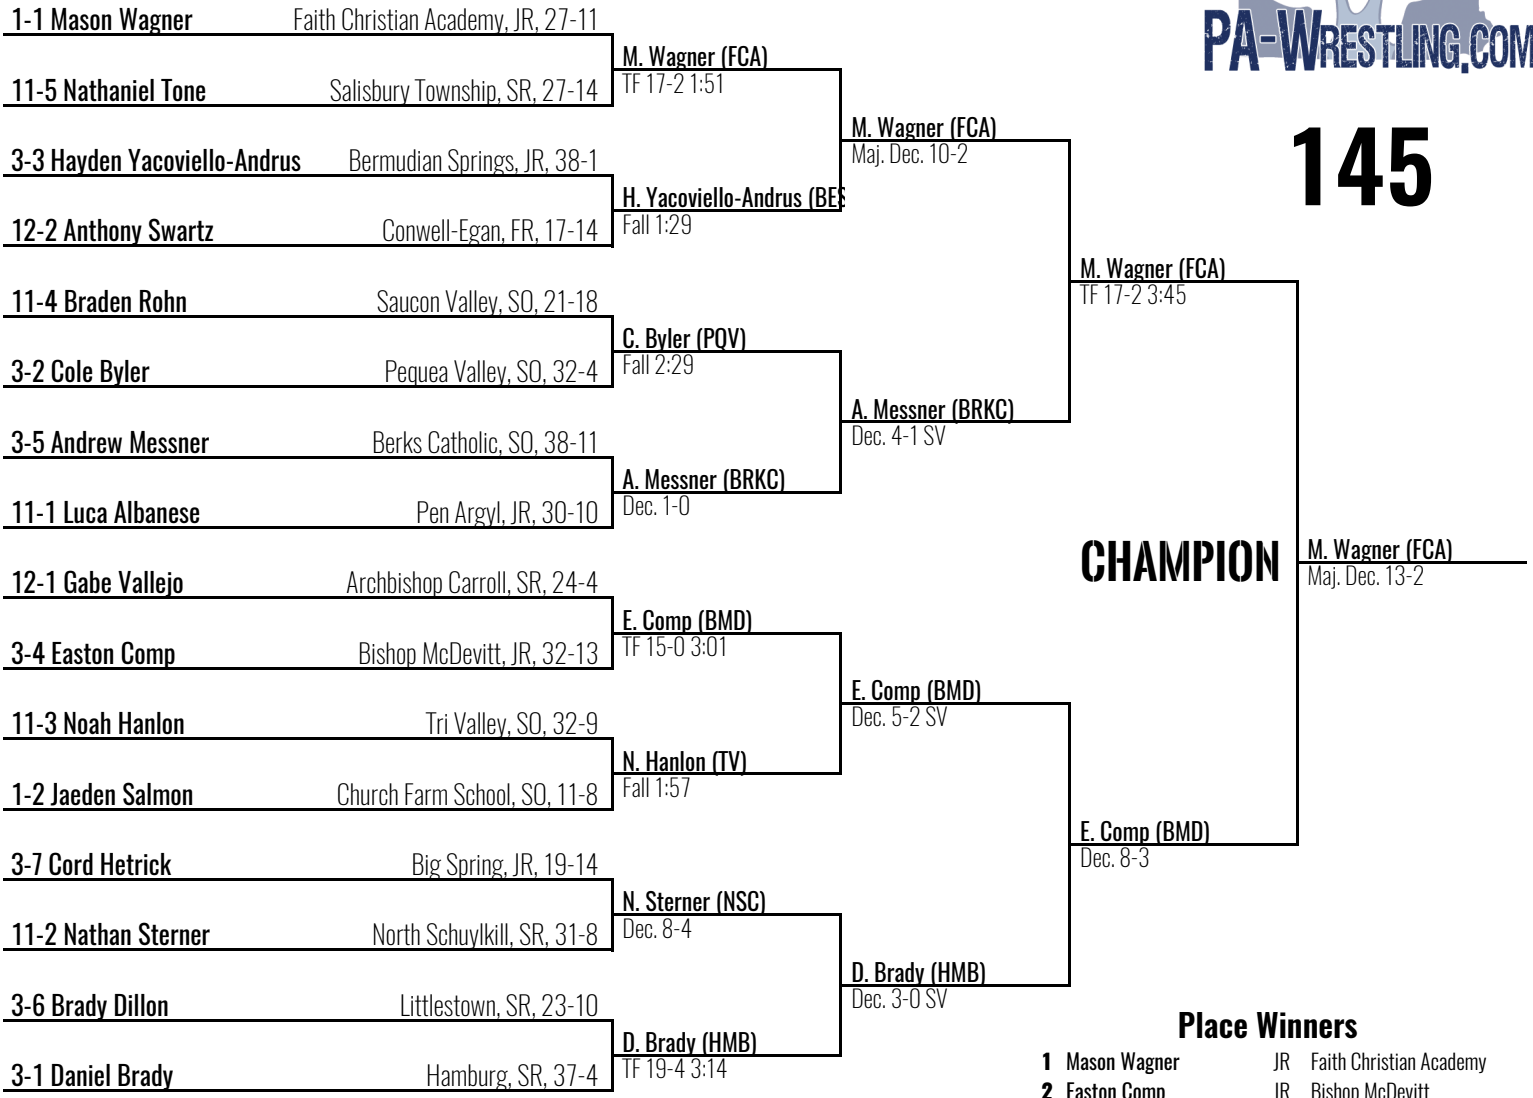 PA-WRESTLING.COM
145
1-1 Mason Wagner Faith Christian Academy, JR, 27-11
M. Wagner (FCA)
TF 17-2 1:51
11-5 Nathaniel Tone Salisbury Township, SR, 27-14
M. Wagner (FCA)
Maj. Dec. 10-2
3-3 Hayden Yacoviello-Andrus Bermudian Springs, JR, 38-1
H. Yacoviello-Andrus (BES
Fall 1:29
12-2 Anthony Swartz Conwell-Egan, FR, 17-14
M. Wagner (FCA)
TF 17-2 3:45
11-4 Braden Rohn Saucon Valley, SO, 21-18
C. Byler (PQV)
Fall 2:29
3-2 Cole Byler Pequea Valley, SO, 32-4
A. Messner (BRKC)
Dec. 4-1 SV
3-5 Andrew Messner Berks Catholic, SO, 38-11
A. Messner (BRKC)
Dec. 1-0
11-1 Luca Albanese Pen Argyl, JR, 30-10
CHAMPION
M. Wagner (FCA)
Maj. Dec. 13-2
12-1 Gabe Vallejo Archbishop Carroll, SR, 24-4
E. Comp (BMD)
TF 15-0 3:01
3-4 Easton Comp Bishop McDevitt, JR, 32-13
E. Comp (BMD)
Dec. 5-2 SV
11-3 Noah Hanlon Tri Valley, SO, 32-9
N. Hanlon (TV)
Fall 1:57
1-2 Jaeden Salmon Church Farm School, SO, 11-8
E. Comp (BMD)
Dec. 8-3
3-7 Cord Hetrick Big Spring, JR, 19-14
N. Sterner (NSC)
Dec. 8-4
11-2 Nathan Sterner North Schuylkill, SR, 31-8
D. Brady (HMB)
Dec. 3-0 SV
3-6 Brady Dillon Littlestown, SR, 23-10
D. Brady (HMB)
TF 19-4 3:14
3-1 Daniel Brady Hamburg, SR, 37-4
Place Winners
1 Mason Wagner JR Faith Christian Academy
2 Easton Comp JR Bishop McDevitt